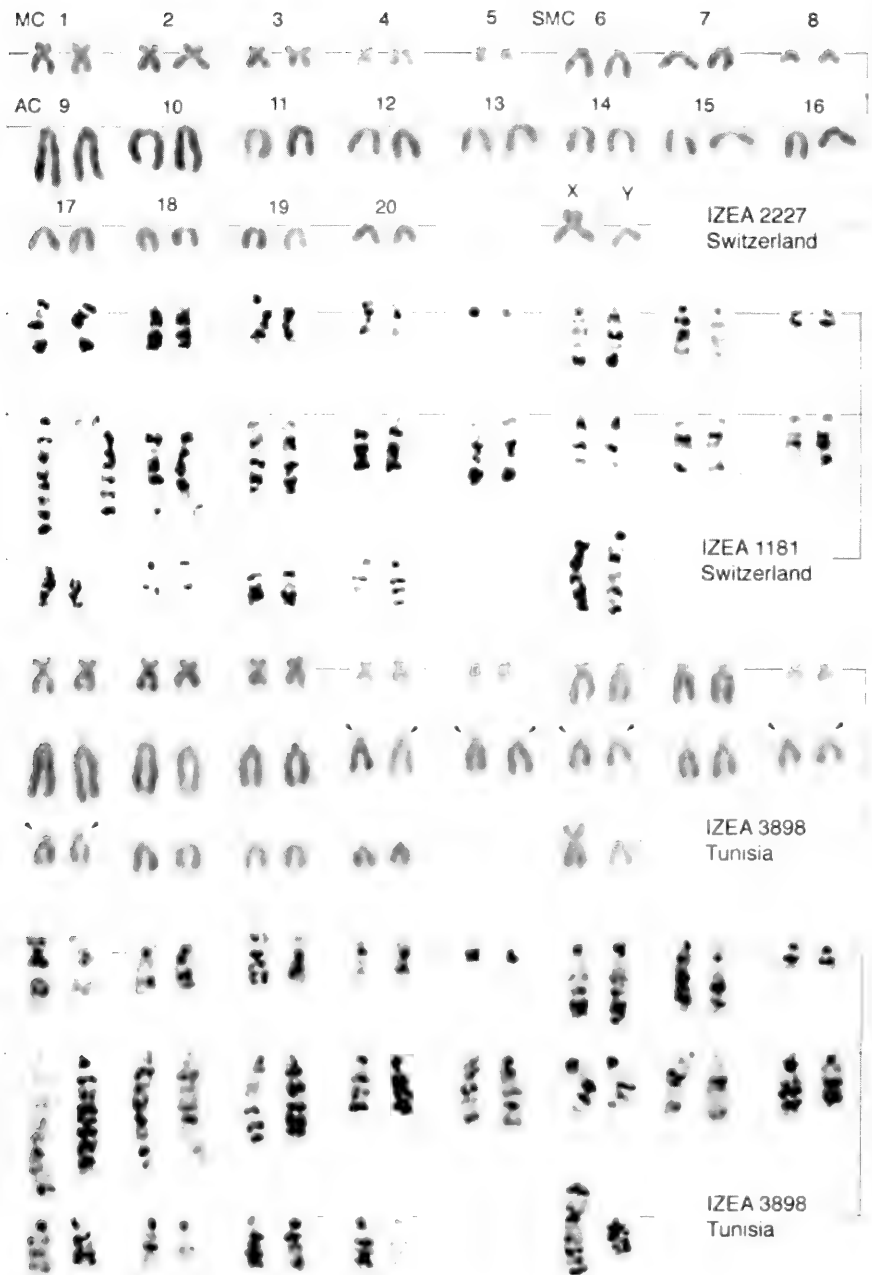 MC 1 2 3 4 5 SMC 6 7 8
AC 9 10 11 12 13 14 15 16
17 18 19 20 X Y
IZEA 2227
Switzerland
IZEA 1181
Switzerland
IZEA 3898
Tunisia
IZEA 3898
Tunisia